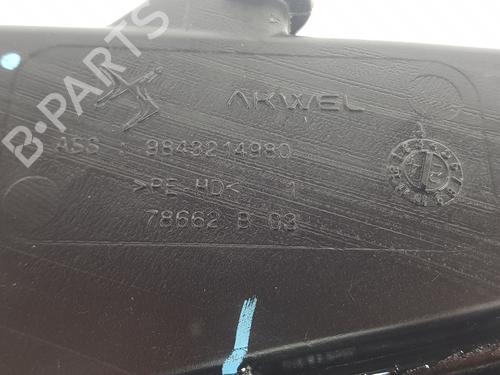 AKWEL
ASS : 9843214980
>PE-HD< 1
78662 B 03
B-PARTS